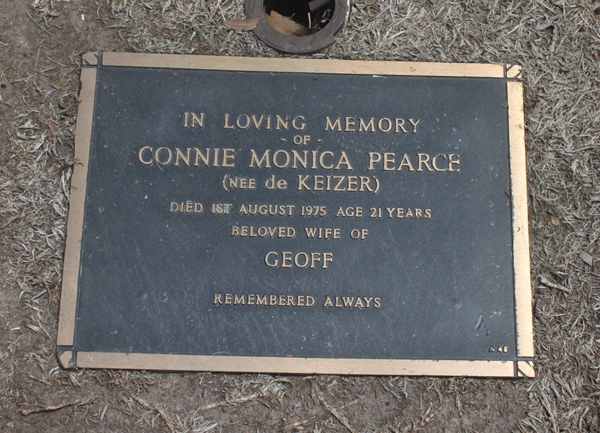 IN LOVING MEMORY
- OF -
CONNIE MONICA PEARCE
(NEE de KEIZER)
DIED 1ST AUGUST 1975 AGE 21 YEARS
BELOVED WIFE OF
GEOFF
REMEMBERED ALWAYS